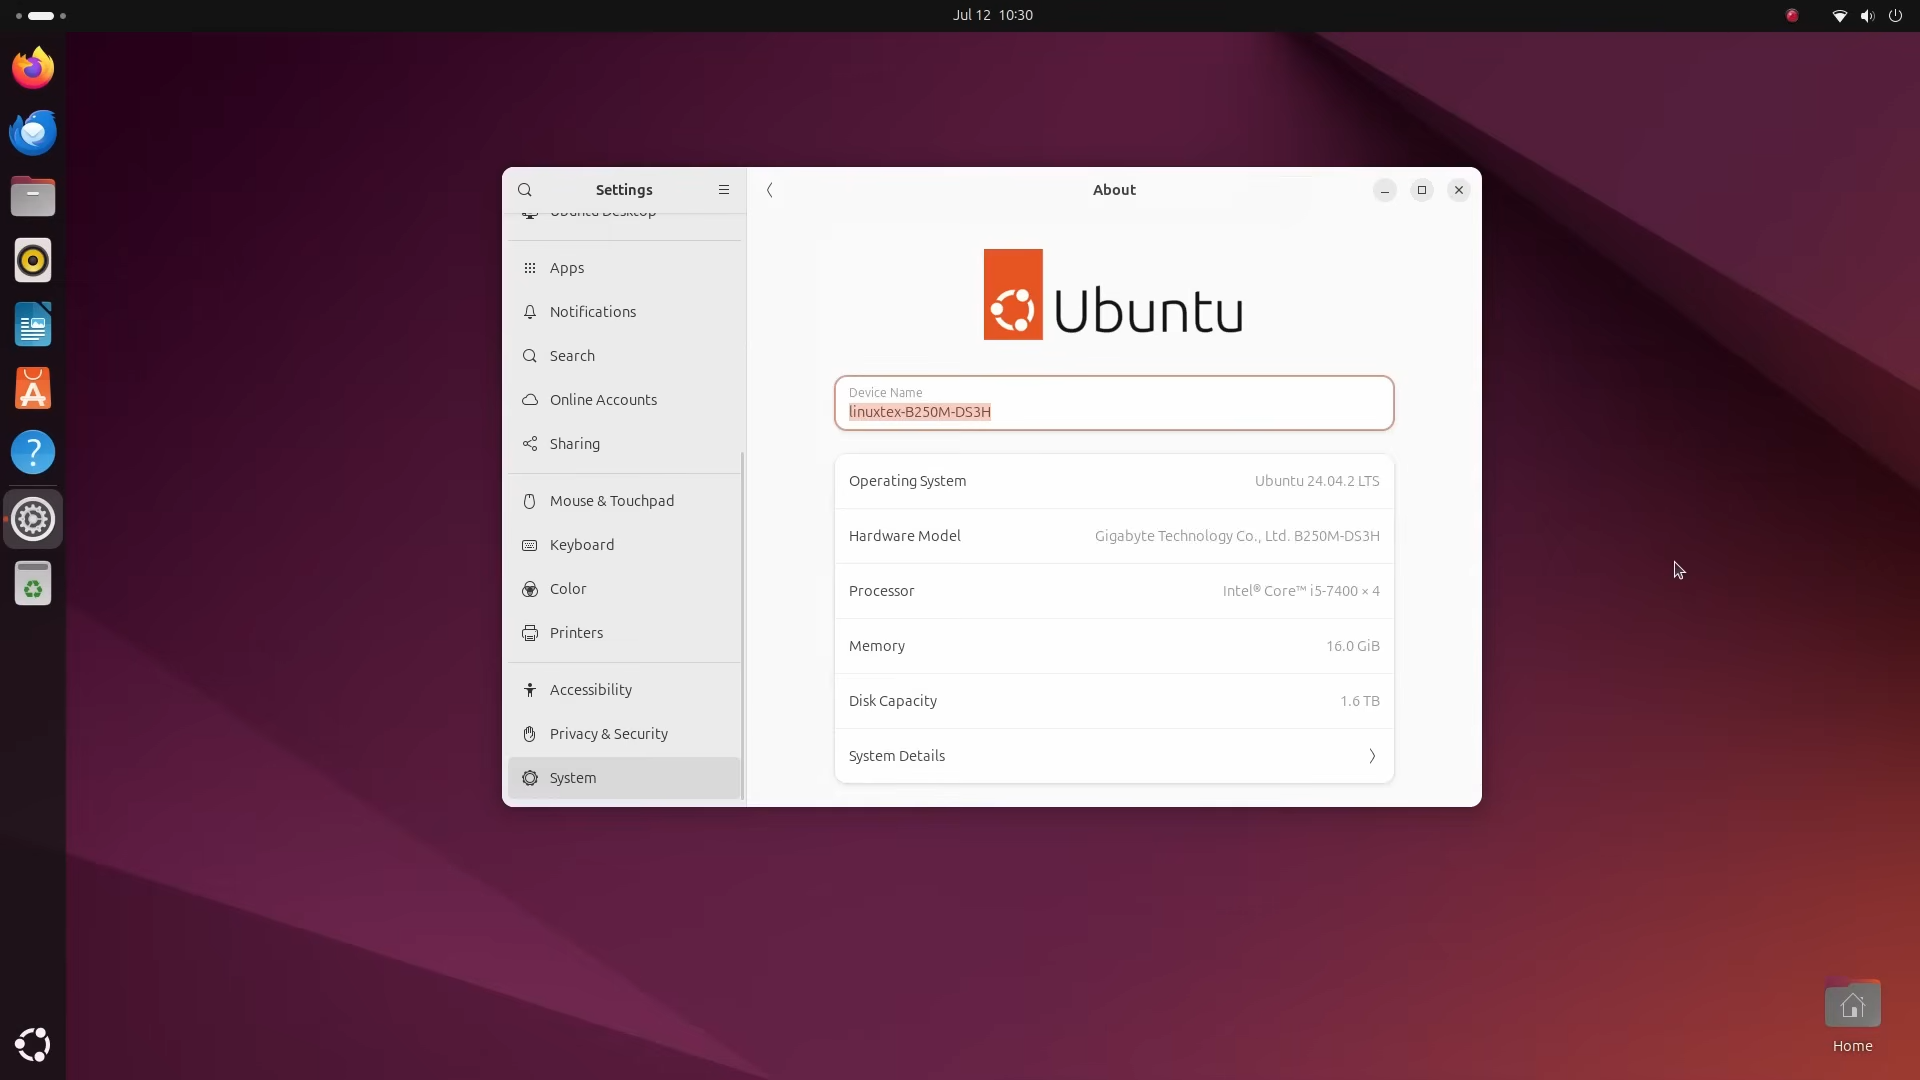 Jul 12 10:30
Settings
About
Ubuntu Desktop
Apps
Notifications
Search
Online Accounts
Sharing
Mouse & Touchpad
Keyboard
Color
Printers
Accessibility
Privacy & Security
System
Ubuntu
Device Name
linuxtex-B250M-DS3H
Operating System Ubuntu 24.04.2 LTS
Hardware Model Gigabyte Technology Co., Ltd. B250M-DS3H
Processor Intel® Core™ i5-7400 × 4
Memory 16.0 GiB
Disk Capacity 1.6 TB
System Details
Home